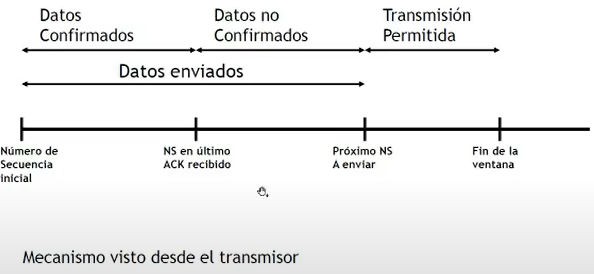 Datos
Confirmados
Datos no
Confirmados
Transmisión
Permitida
Datos enviados
Número de
Secuencia
inicial
NS en último
ACK recibido
Próximo NS
A enviar
Fin de la
ventana
Mecanismo visto desde el transmisor